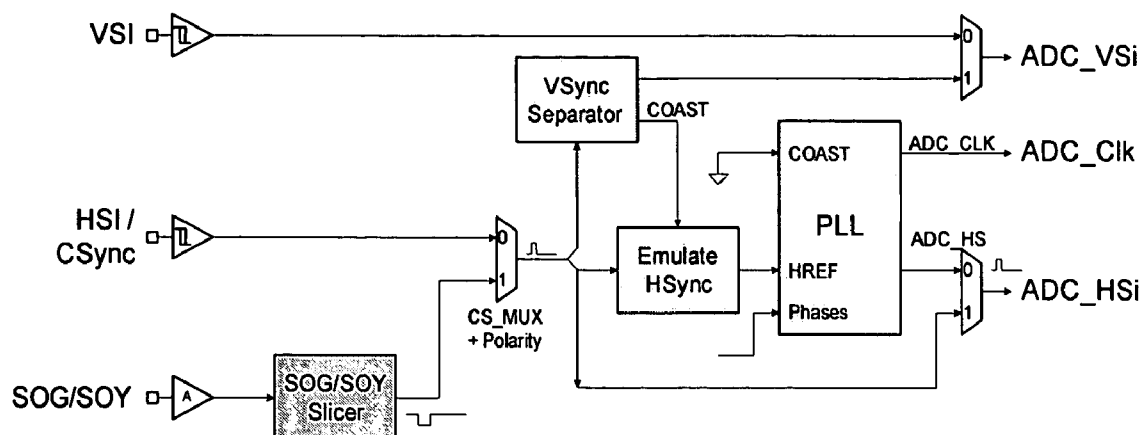 VSI
0
1
ADC_VSi
VSync
Separator
COAST
COAST
ADC_CLK
ADC_Clk
HSI /
CSync
0
1
CS_MUX
+ Polarity
Emulate
HSync
PLL
HREF
Phases
ADC_HS
0
1
ADC_HSi
SOG/SOY
A
SOG/SOY
Slicer